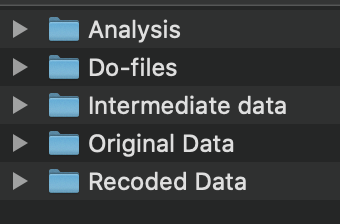 Analysis
Do-files
Intermediate data
Original Data
Recoded Data